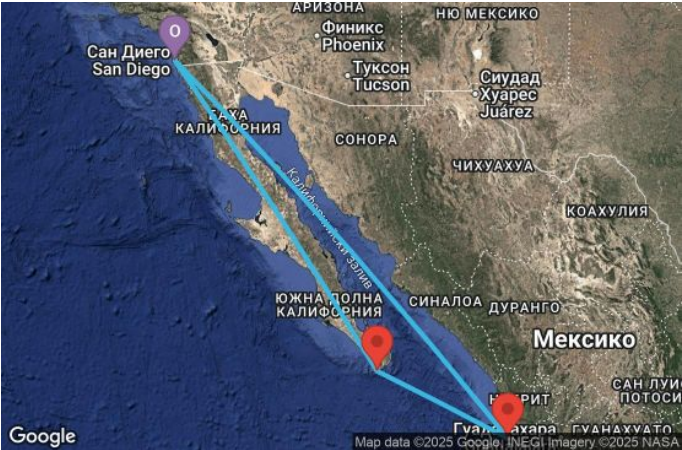 АРИЗОНА
НЮ МЕКСИКО
Финикс
Phoenix
O
Сан Диего
San Diego
Туксон
Tucson
Сиудад
Хуарес
Juárez
БАХА
КАЛИФОРНИЯ
СОНОРА
ЧИХУАХУА
КОАХУИЛА
Калифорнийски залив
ЮЖНА ДОЛНА
КАЛИФОРНИЯ
СИНАЛОА
ДУРАНГО
Мексико
САН ЛУИС
ПОТОСИ
ГУАНАХУАТО
Google
Map data ©2025 Google, INEGI Imagery ©2025 NASA